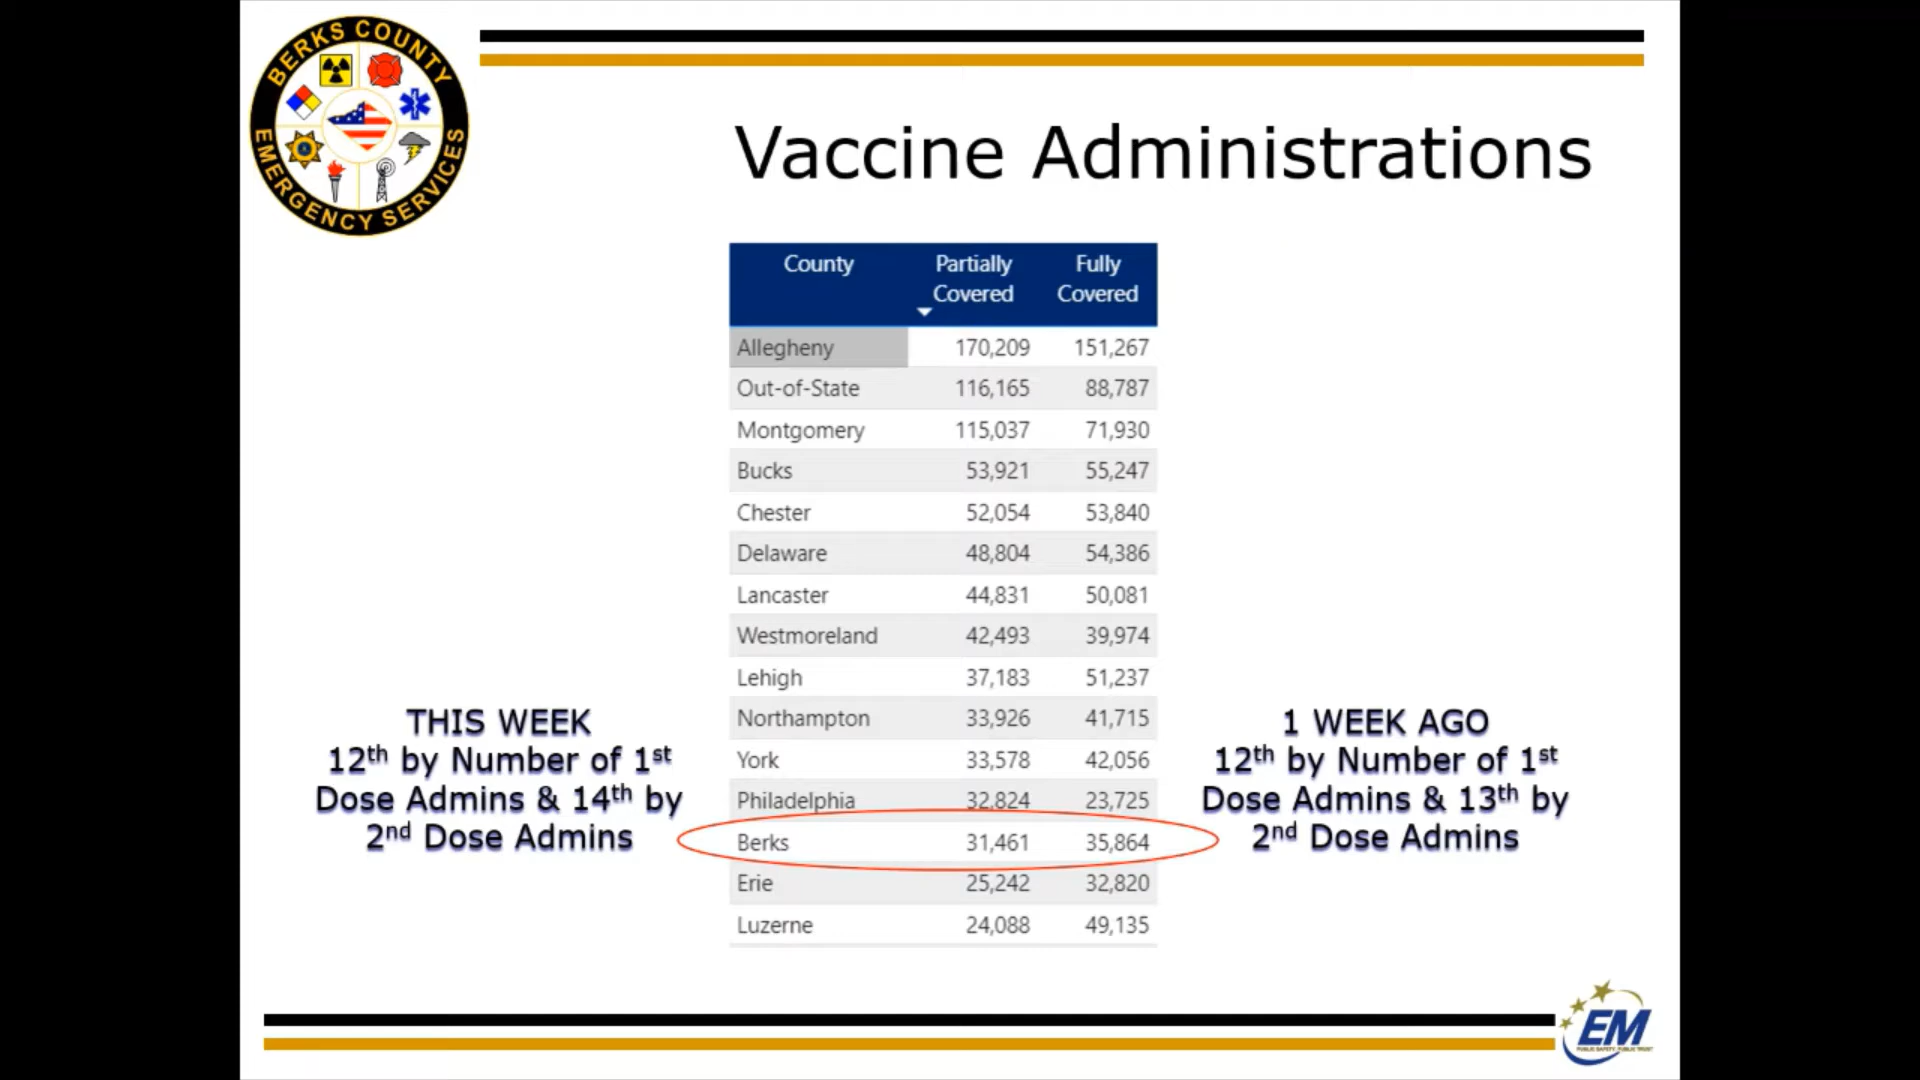 BERKS COUNTY
EMERGENCY SERVICES
Vaccine Administrations
County Partially Covered Fully Covered
Allegheny 170,209 151,267
Out-of-State 116,165 88,787
Montgomery 115,037 71,930
Bucks 53,921 55,247
Chester 52,054 53,840
Delaware 48,804 54,386
Lancaster 44,831 50,081
Westmoreland 42,493 39,974
Lehigh 37,183 51,237
Northampton 33,926 41,715
York 33,578 42,056
Philadelphia 32,824 23,725
Berks 31,461 35,864
Erie 25,242 32,820
Luzerne 24,088 49,135
THIS WEEK
12th by Number of 1st
Dose Admins & 14th by
2nd Dose Admins
1 WEEK AGO
12th by Number of 1st
Dose Admins & 13th by
2nd Dose Admins
EM
PUBLIC SAFETY, PUBLIC TRUST